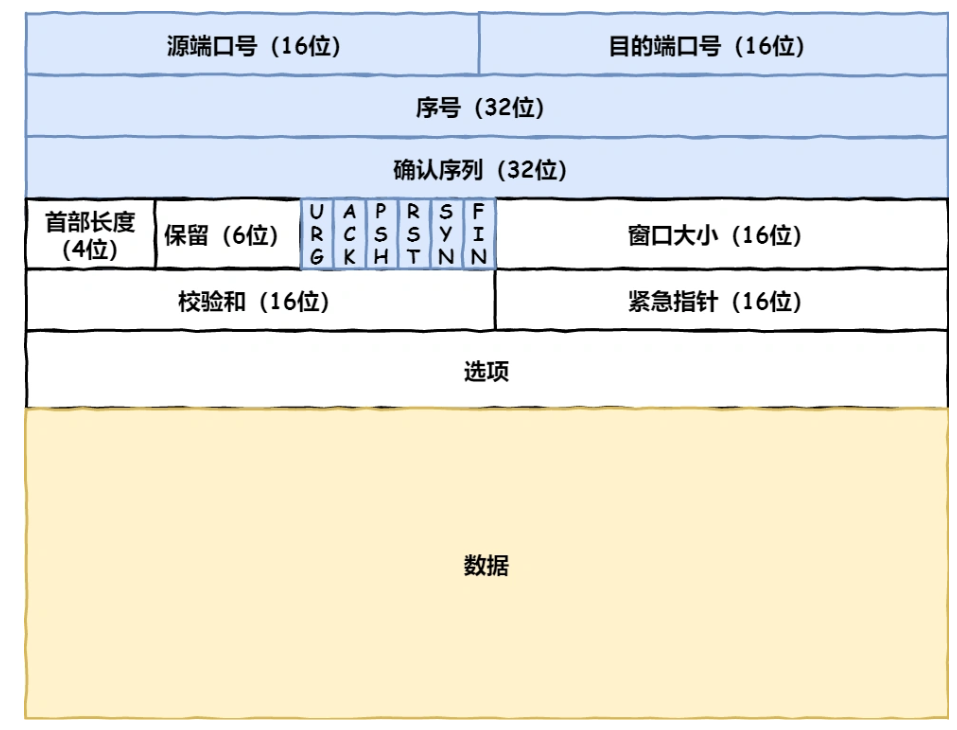 源端口号（16位）
目的端口号（16位）
序号（32位）
确认序列（32位）
首部长度
（4位）
保留（6位）
URG
ACK
PSH
RST
SYN
FIN
窗口大小（16位）
校验和（16位）
紧急指针（16位）
选项
数据